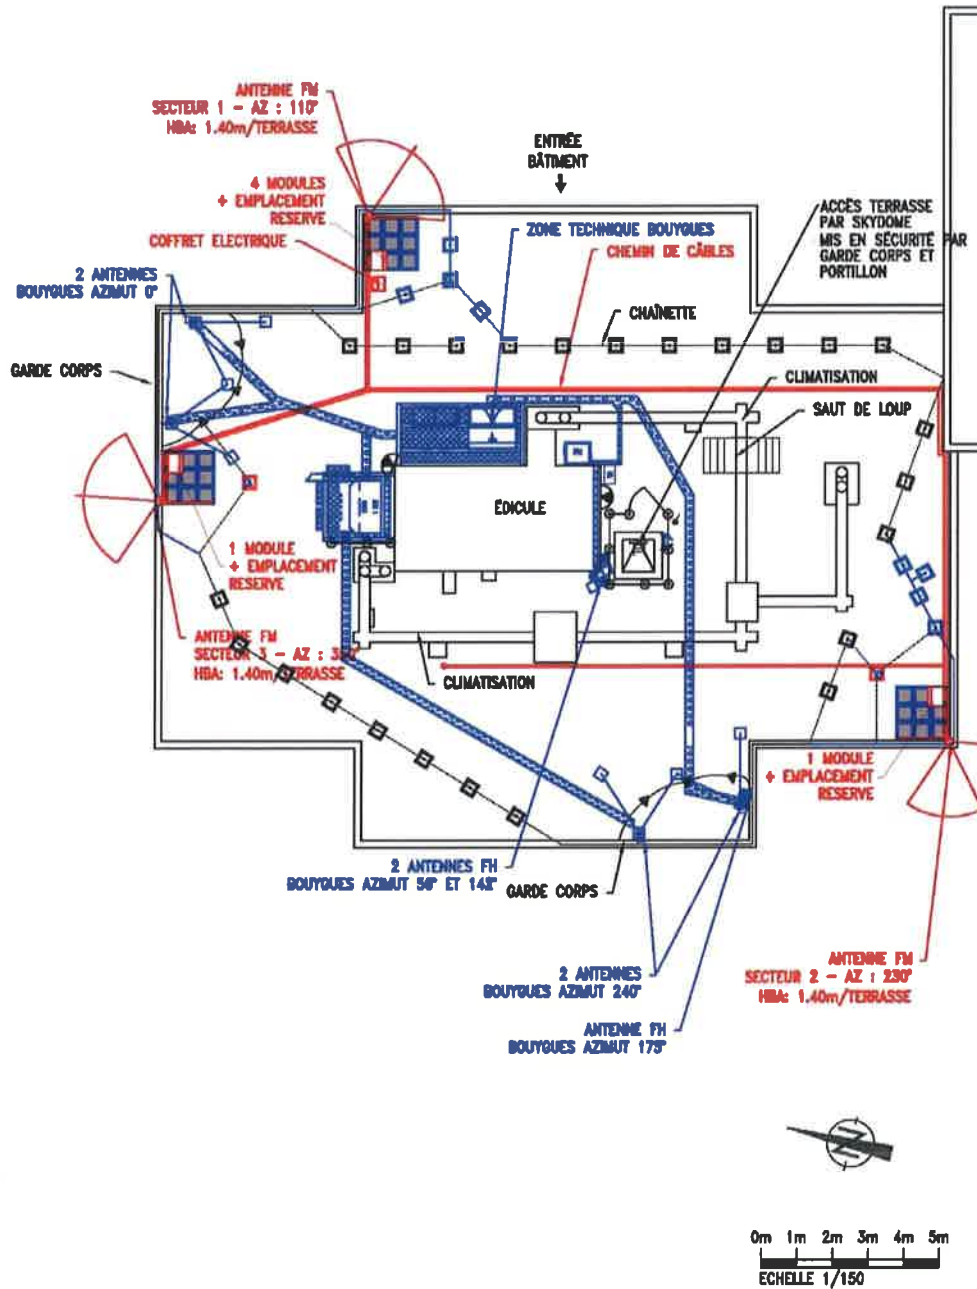 ANTENNE FM
SECTEUR 1 - AZ : 110°
HBA: 1.40m/TERRASSE
ENTRÉE
BÂTIMENT
4 MODULES
+ EMPLACEMENT
RESERVE
COFFRET ELECTRIQUE
ZONE TECHNIQUE BOUYGUES
CHEMIN DE CÂBLES
ACCÈS TERRASSE
PAR SKYDOME
MIS EN SÉCURITÉ PAR
GARDE CORPS ET
PORTILLON
2 ANTENNES
BOUYGUES AZIMUT 0°
CHAÎNETTE
GARDE CORPS
CLIMATISATION
SAUT DE LOUP
ÉDICULE
1 MODULE
+ EMPLACEMENT
RESERVE
ANTENNE FM
SECTEUR 3 - AZ :
HBA: 1.40m/TERRASSE
CLIMATISATION
1 MODULE
+ EMPLACEMENT
RESERVE
2 ANTENNES FH
BOUYGUES AZIMUT ET
GARDE CORPS
2 ANTENNES
BOUYGUES AZIMUT 240°
ANTENNE FM
SECTEUR 2 - AZ : 230°
HBA: 1.40m/TERRASSE
ANTENNE FH
BOUYGUES AZIMUT 175°
N
0m 1m 2m 3m 4m 5m
ECHELLE 1/150